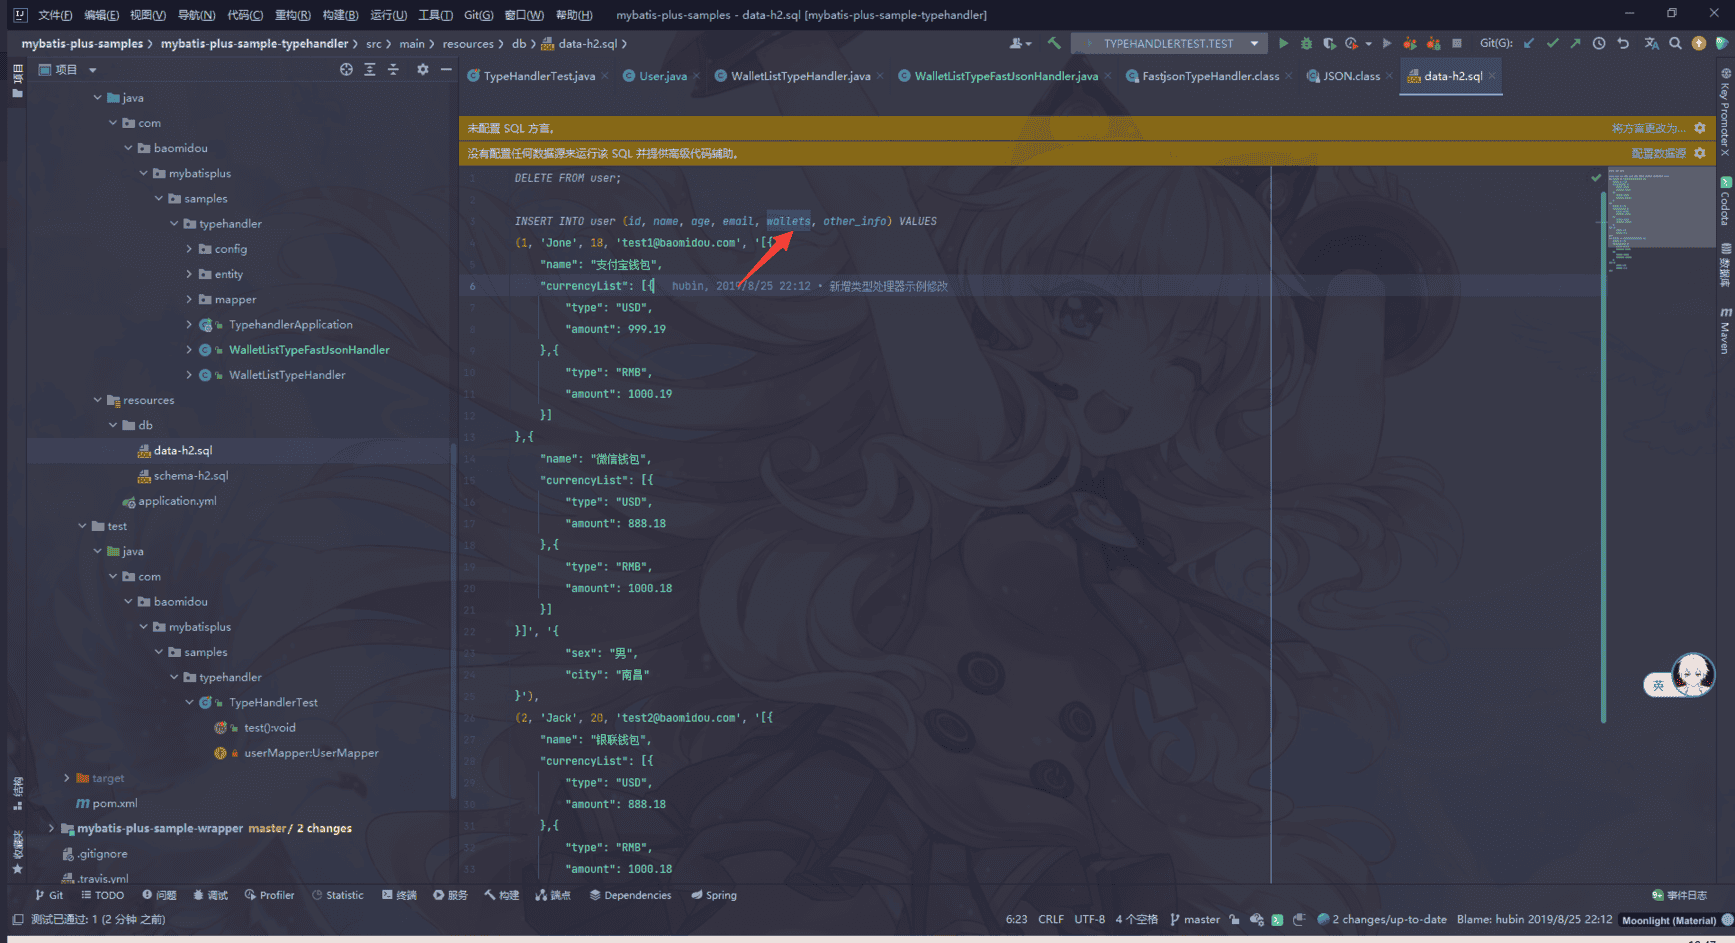 文件(F) 编辑(E) 视图(V) 导航(N) 代码(C) 重构(R) 构建(B) 运行(U) 工具(T) Git(G) 窗口(W) 帮助(H) mybatis-plus-samples - data-h2.sql [mybatis-plus-sample-typehandler]
mybatis-plus-samples mybatis-plus-sample-typehandler src main resources db data-h2.sql
TYPEHANDLERTEST.TEST Git(G):
项目
TypeHandlerTest.java User.java WalletListTypeHandler.java WalletListTypeFastJsonHandler.java FastjsonTypeHandler.class JSON.class data-h2.sql
java
com
baomidou
mybatisplus
samples
typehandler
config
entity
mapper
TypehandlerApplication
WalletListTypeFastJsonHandler
WalletListTypeHandler
resources
db
data-h2.sql
schema-h2.sql
application.yml
test
java
com
baomidou
mybatisplus
samples
typehandler
TypeHandlerTest
test():void
userMapper:UserMapper
target
pom.xml
mybatis-plus-sample-wrapper master / 2 changes
.gitignore
.travis.yml
项目
结构
收藏夹
未配置 SQL 方言。
将方言更改为...
没有配置任何数据源来运行该 SQL 并提供高级代码辅助。
配置数据源
1 DELETE FROM user;
2
3 INSERT INTO user (id, name, age, email, wallets, other_info) VALUES
4 (1, 'Jone', 18, 'test1@baomidou.com', '[{
5 "name": "支付宝钱包",
6 "currencyList": [{ hubin, 2019/8/25 22:12 • 新增类型处理器示例修改
7 "type": "USD",
8 "amount": 999.19
9 },{
10 "type": "RMB",
11 "amount": 1000.19
12 }]
13 },{
14 "name": "微信钱包",
15 "currencyList": [{
16 "type": "USD",
17 "amount": 888.18
18 },{
19 "type": "RMB",
20 "amount": 1000.18
21 }]
22 }]', '{
23 "sex": "男",
24 "city": "南昌"
25 }'),
26 (2, 'Jack', 20, 'test2@baomidou.com', '[{
27 "name": "银联钱包",
28 "currencyList": [{
29 "type": "USD",
30 "amount": 888.18
31 },{
32 "type": "RMB",
33 "amount": 1000.18
Key Promoter X
Codota
数据库
Maven
英
Git TODO 问题 调试 Profiler Statistic 终端 服务 构建 端点 Dependencies Spring
事件日志
测试已通过: 1 (2 分钟 之前)
6:23 CRLF UTF-8 4 个空格 master 2 changes/up-to-date Blame: hubin 2019/8/25 22:12 Moonlight (Material)